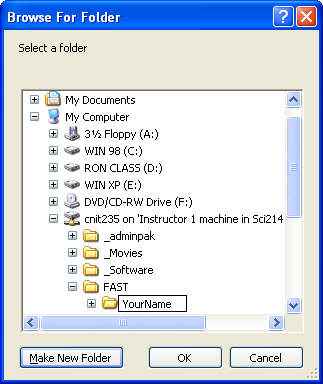 Browse For Folder
Select a folder
My Documents
My Computer
3½ Floppy (A:)
WIN 98 (C:)
RON CLASS (D:)
WIN XP (E:)
DVD/CD-RW Drive (F:)
cnit235 on 'Instructor 1 machine in Sci214
_adminpak
_Movies
_Software
FAST
YourName
Make New Folder OK Cancel